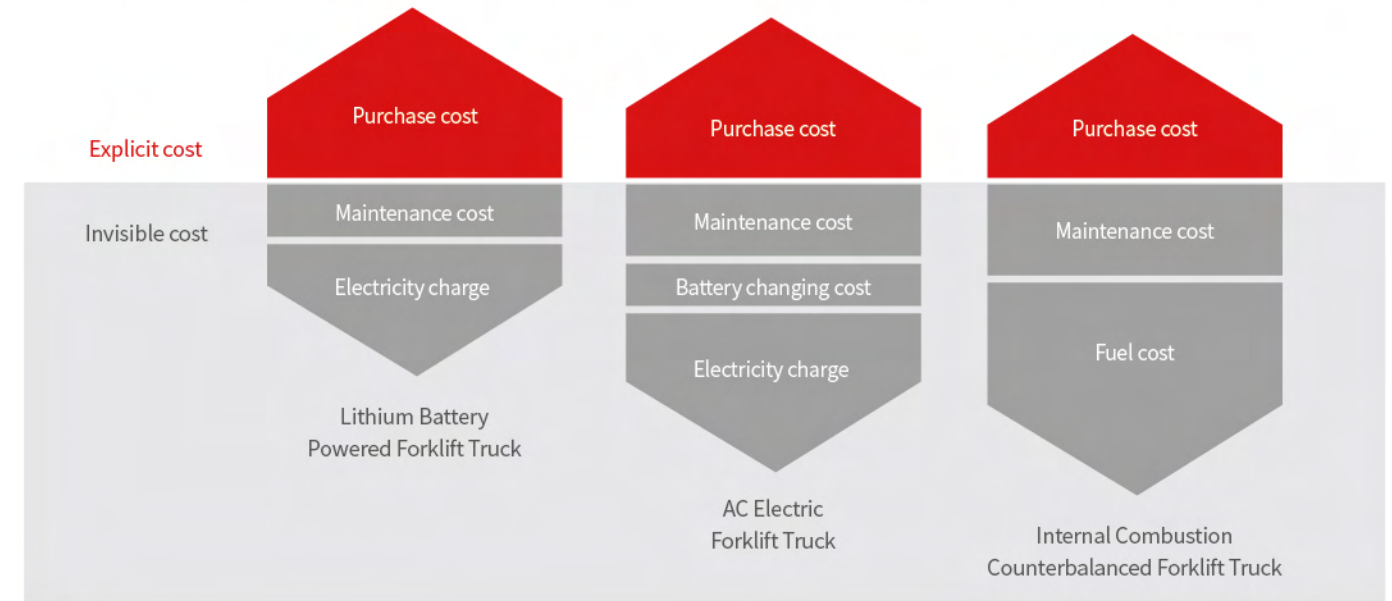 Explicit cost
Invisible cost
Purchase cost
Maintenance cost
Electricity charge
Lithium Battery
Powered Forklift Truck
Purchase cost
Maintenance cost
Battery changing cost
Electricity charge
AC Electric
Forklift Truck
Purchase cost
Maintenance cost
Fuel cost
Internal Combustion
Counterbalanced Forklift Truck